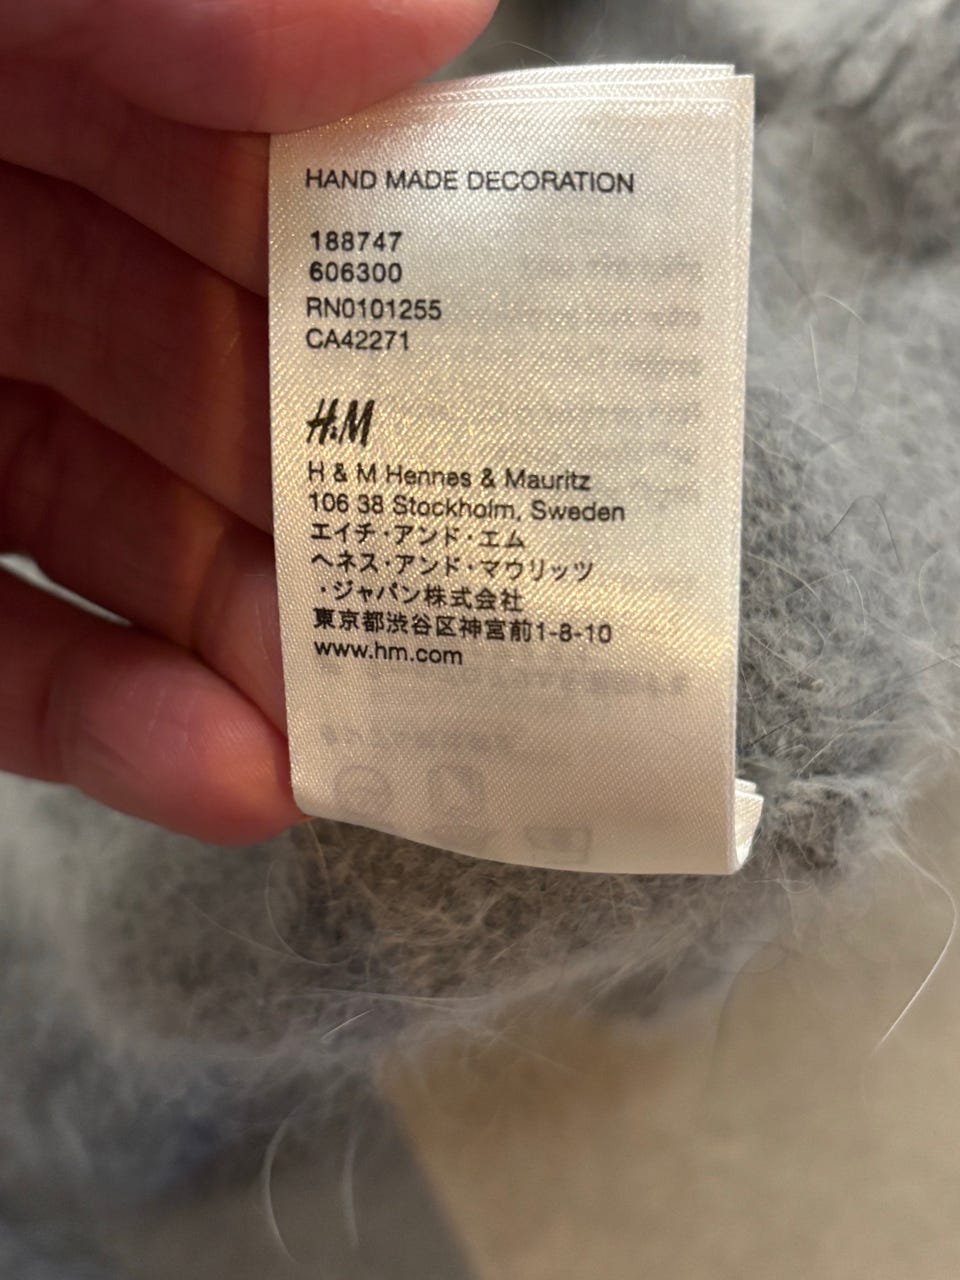 HAND MADE DECORATION
188747
606300
RN0101255
CA42271
H&M
H & M Hennes & Mauritz
106 38 Stockholm, Sweden
エイチ・アンド・エム
ヘネス・アンド・マウリッツ
・ジャパン株式会社
東京都渋谷区神宮前1-8-10
www.hm.com